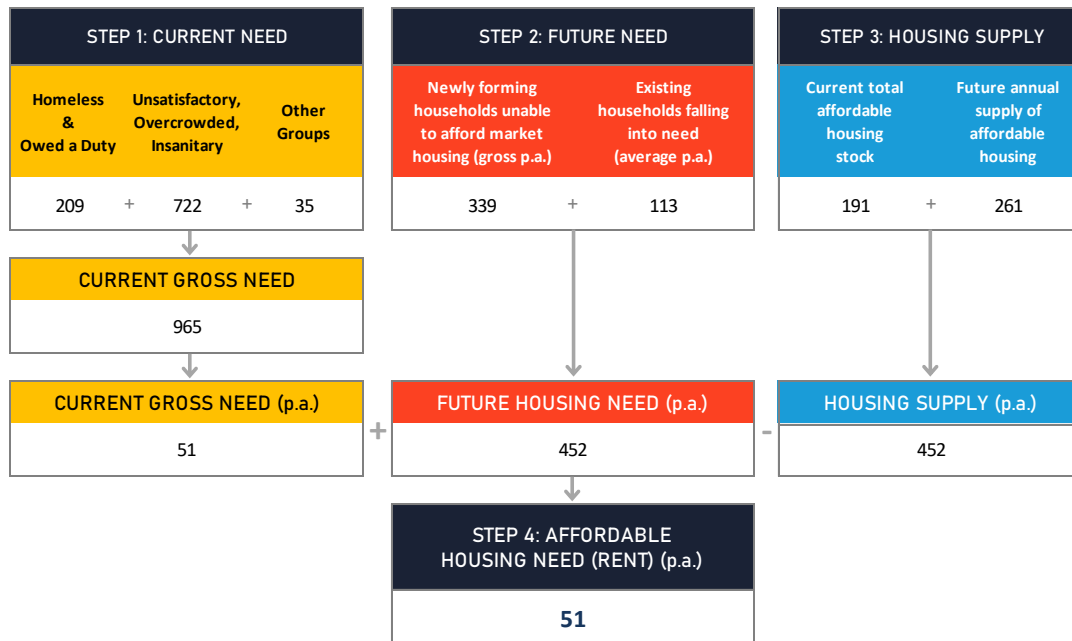 STEP 1: CURRENT NEED
Homeless
&
Owed a Duty
Unsatisfactory,
Overcrowded,
Insanitary
Other
Groups
209 + 722 + 35
CURRENT GROSS NEED
965
CURRENT GROSS NEED (p.a.)
51
+
STEP 2: FUTURE NEED
Newly forming
households unable
to afford market
housing (gross p.a.)
Existing
households falling
into need
(average p.a.)
339 + 113
FUTURE HOUSING NEED (p.a.)
452
-
STEP 3: HOUSING SUPPLY
Current total
affordable
housing
stock
Future annual
supply of
affordable
housing
191 + 261
HOUSING SUPPLY (p.a.)
452
STEP 4: AFFORDABLE
HOUSING NEED (RENT) (p.a.)
51